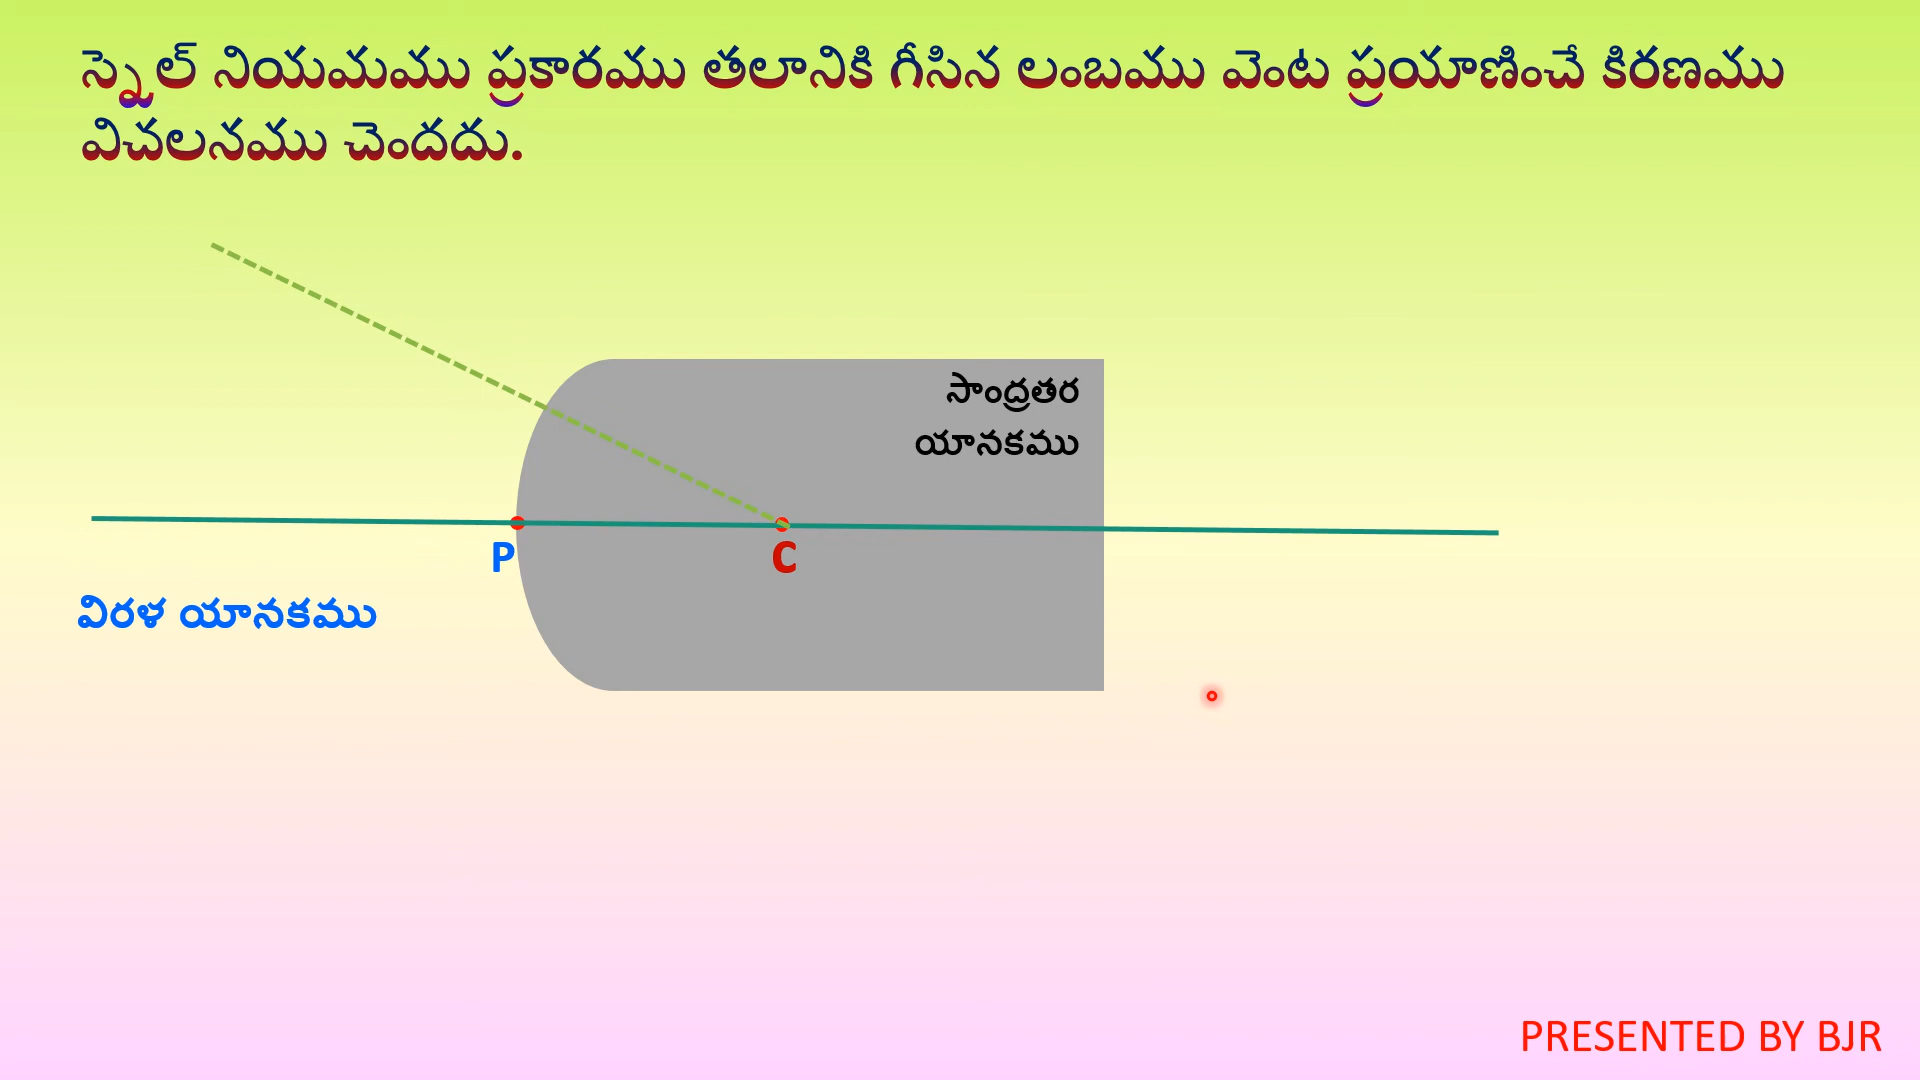 స్నెల్ నియమము ప్రకారము తలానికి గీసిన లంబము వెంట ప్రయాణించే కిరణము
విచలనము చెందదు.
సాంద్రతర
యానకము
P
C
విరళ యానకము
PRESENTED BY BJR